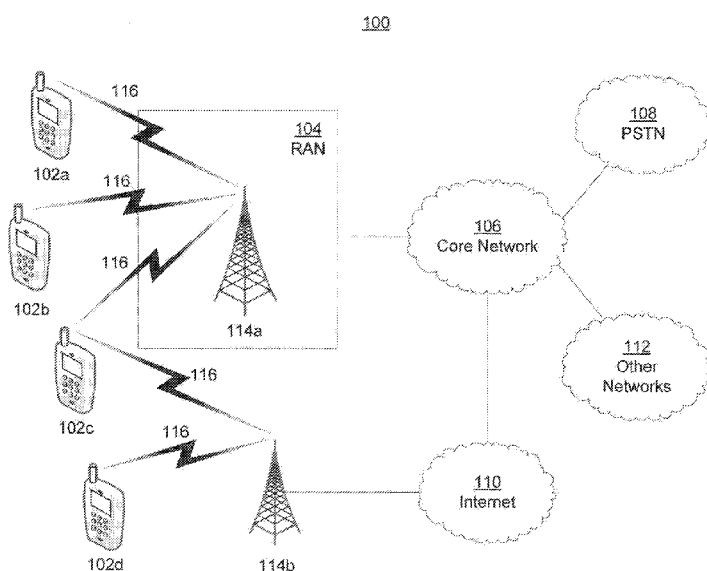 100
116
104
RAN
102a
116
108
PSTN
106
Core Network
116
102b
114a
116
112
Other
Networks
102c
116
110
Internet
102d
114b